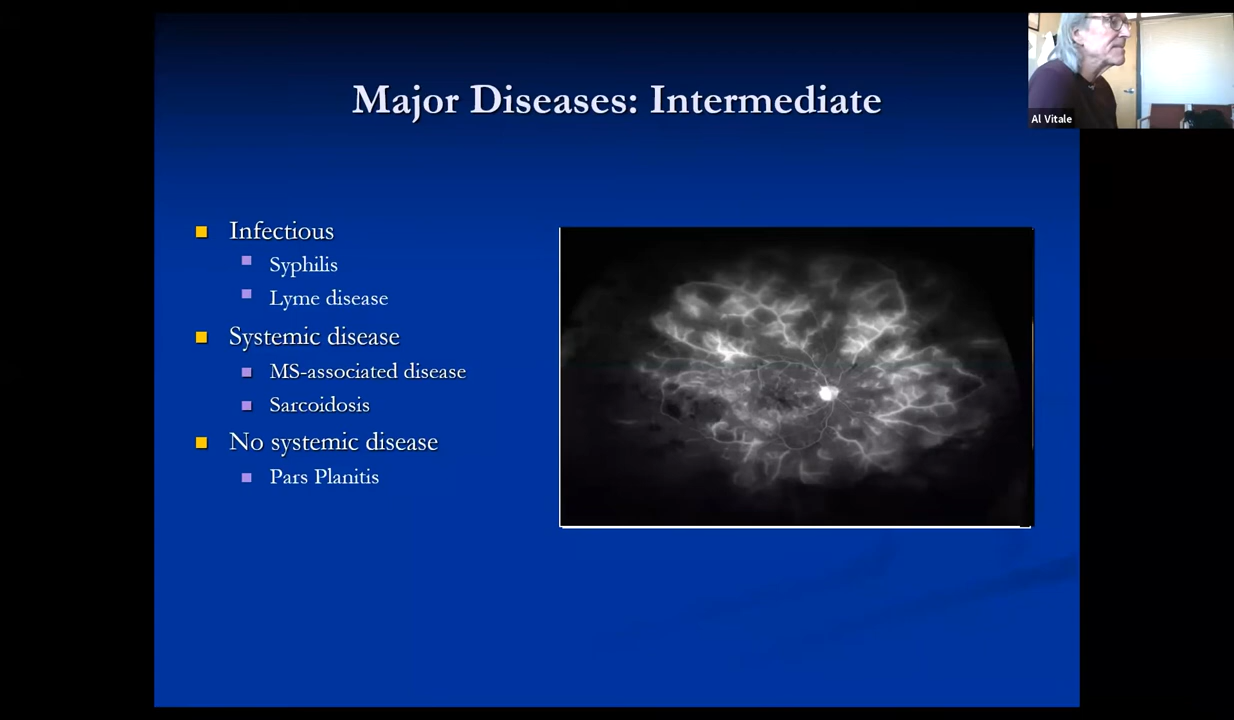 Major Diseases: Intermediate
Al Vitale
Infectious
Syphilis
Lyme disease
Systemic disease
MS-associated disease
Sarcoidosis
No systemic disease
Pars Planitis